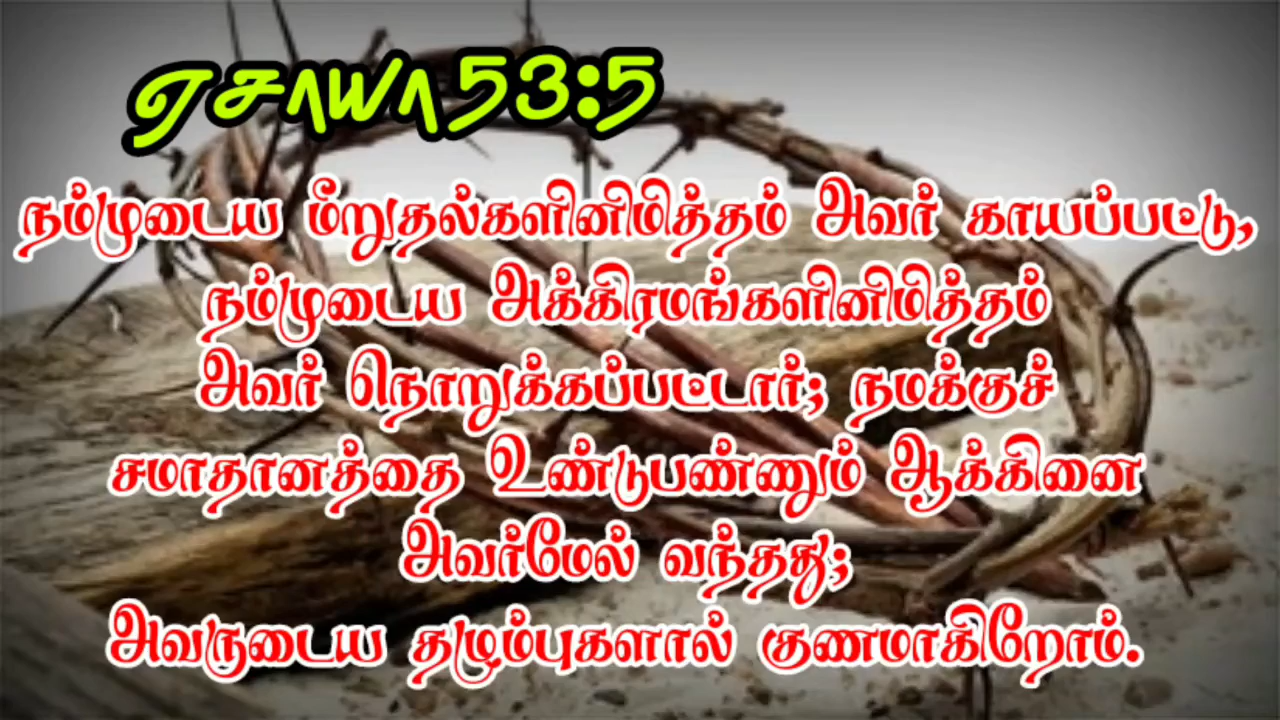 ஏசாயா 53:5
நம்முடைய மீறுதல்களினிமித்தம் அவர் காயப்பட்டு,
நம்முடைய அக்கிரமங்களினிமித்தம்
அவர் நொறுக்கப்பட்டார்; நமக்குச்
சமாதானத்தை உண்டுபண்ணும் ஆக்கினை
அவர்மேல் வந்தது;
அவருடைய தழும்புகளால் குணமாகிறோம்.